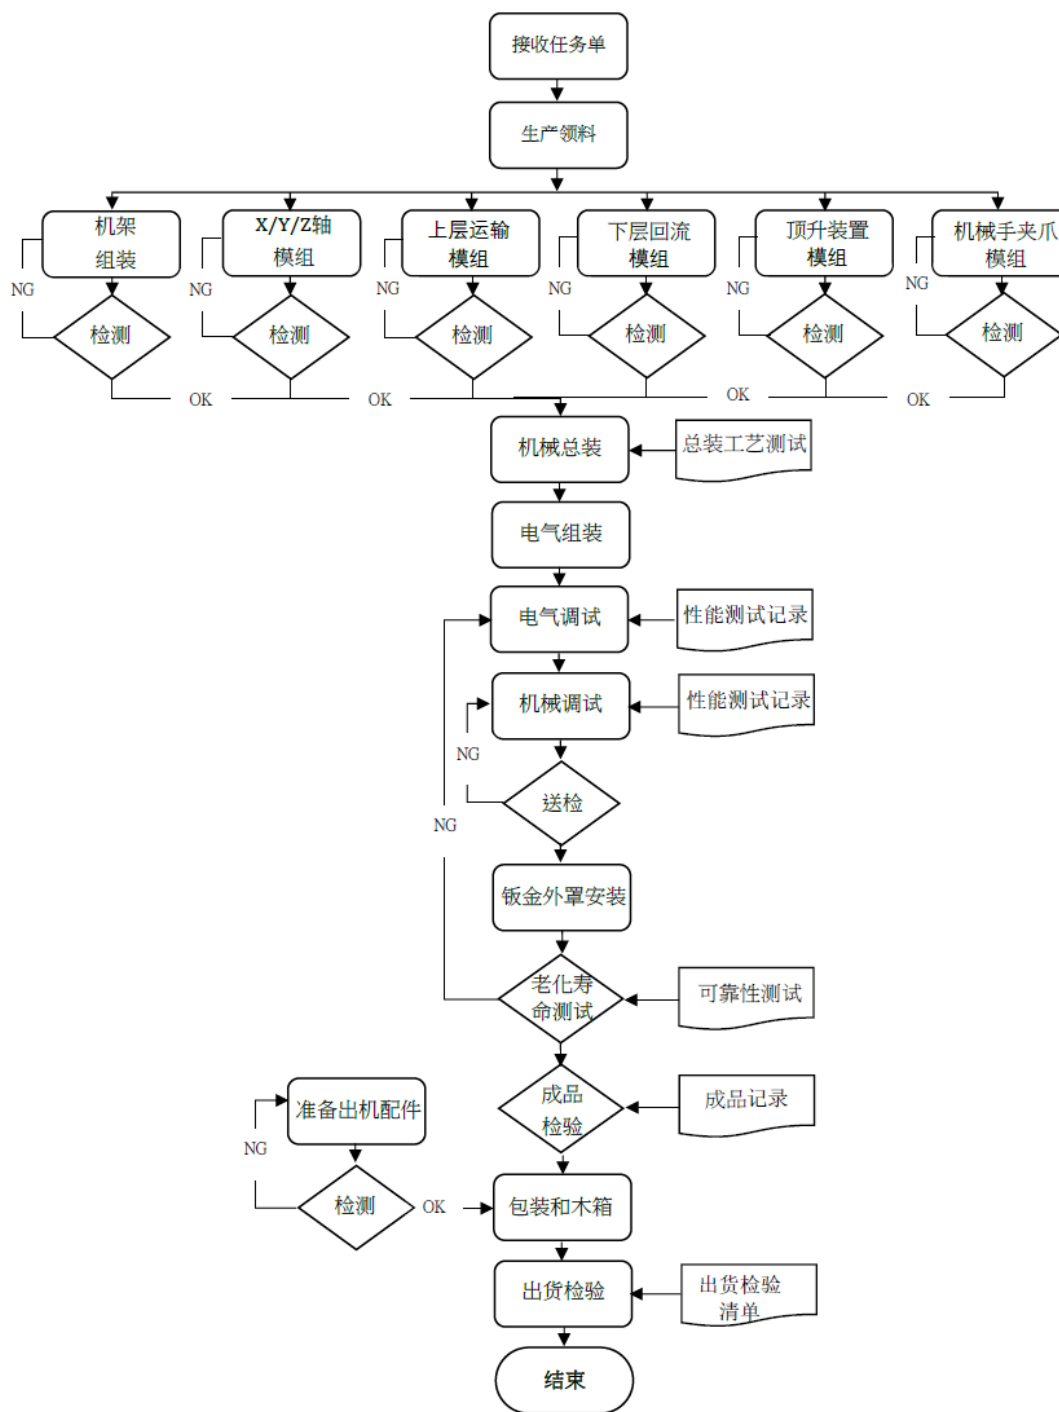 接收任务单
生产领料
机架
组装
X/Y/Z轴
模组
上层运输
模组
下层回流
模组
顶升装置
模组
机械手夹爪
模组
NG
NG
NG
NG
NG
NG
检测
检测
检测
检测
检测
检测
OK
OK
OK
OK
机械总装
总装工艺测试
电气组装
电气调试
性能测试记录
机械调试
性能测试记录
NG
送检
NG
钣金外罩安装
老化寿
命测试
可靠性测试
成品
检验
成品记录
准备出机配件
NG
检测
OK
包装和木箱
出货检验
出货检验
清单
结束